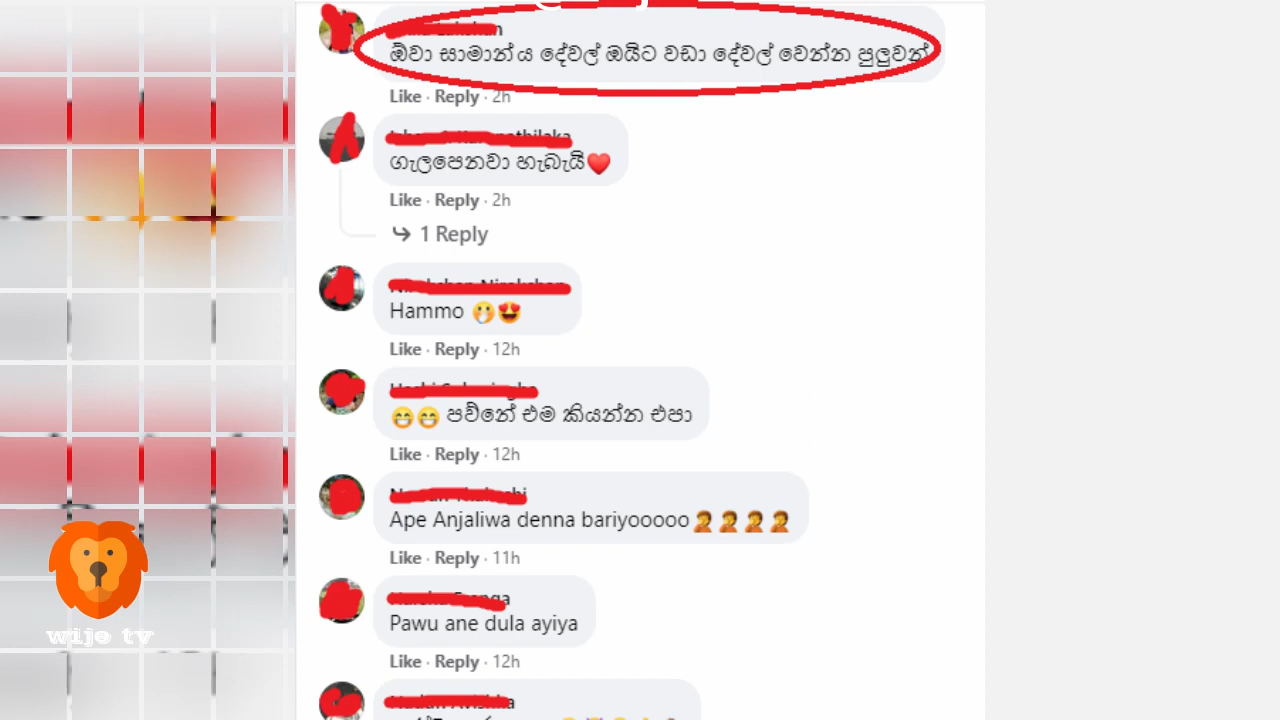 ඕවා සාමාන්ය දේවල් ඔයිට වඩා දේවල් වෙන්න පුලුවන්
Like · Reply · 2h
ගැලපෙනවා හැබැයි❤️
Like · Reply · 2h
1 Reply
Hammo 🤭😍
Like · Reply · 12h
😁😁 පව්නේ එම කියන්න එපා
Like · Reply · 12h
Ape Anjaliwa denna bariyooooo🤦🤦🤦🤦
Like · Reply · 11h
Pawu ane dula ayiya
Like · Reply · 12h
wije tv